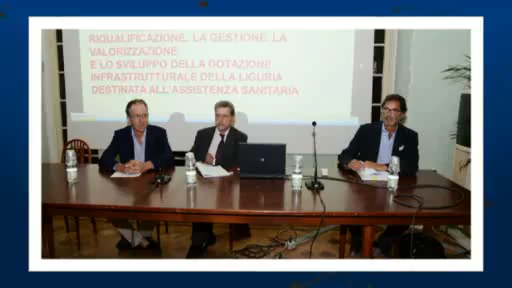 RIQUALIFICAZIONE, LA GESTIONE, LA
VALORIZZAZIONE
E LO SVILUPPO DELLA DOTAZIONE
INFRASTRUTTURALE DELLA LIGURIA
DESTINATA ALL'ASSISTENZA SANITARIA